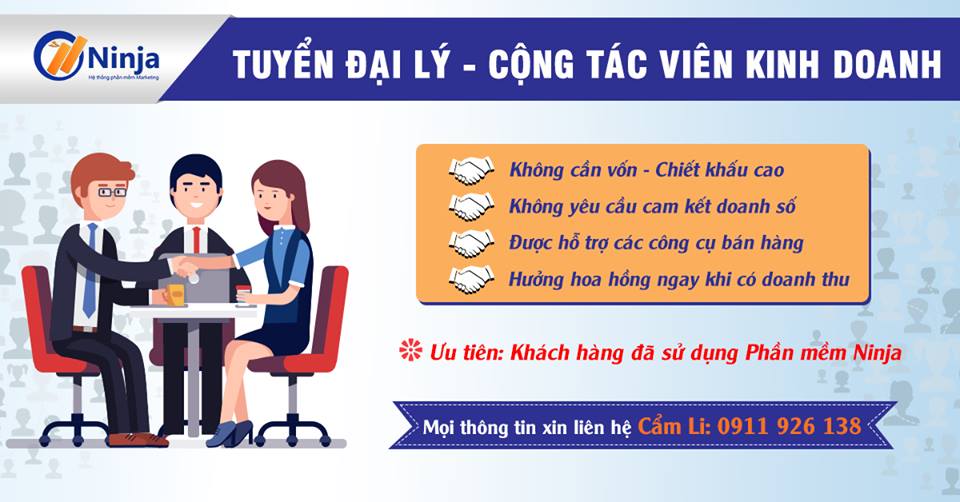 Ninja
Hệ thống phần mềm Marketing
TUYỂN ĐẠI LÝ - CỘNG TÁC VIÊN KINH DOANH
Không cần vốn - Chiết khấu cao
Không yêu cầu cam kết doanh số
Được hỗ trợ các công cụ bán hàng
Hưởng hoa hồng ngay khi có doanh thu
Ưu tiên: Khách hàng đã sử dụng Phần mềm Ninja
Mọi thông tin xin liên hệ Cẩm Li: 0911 926 138